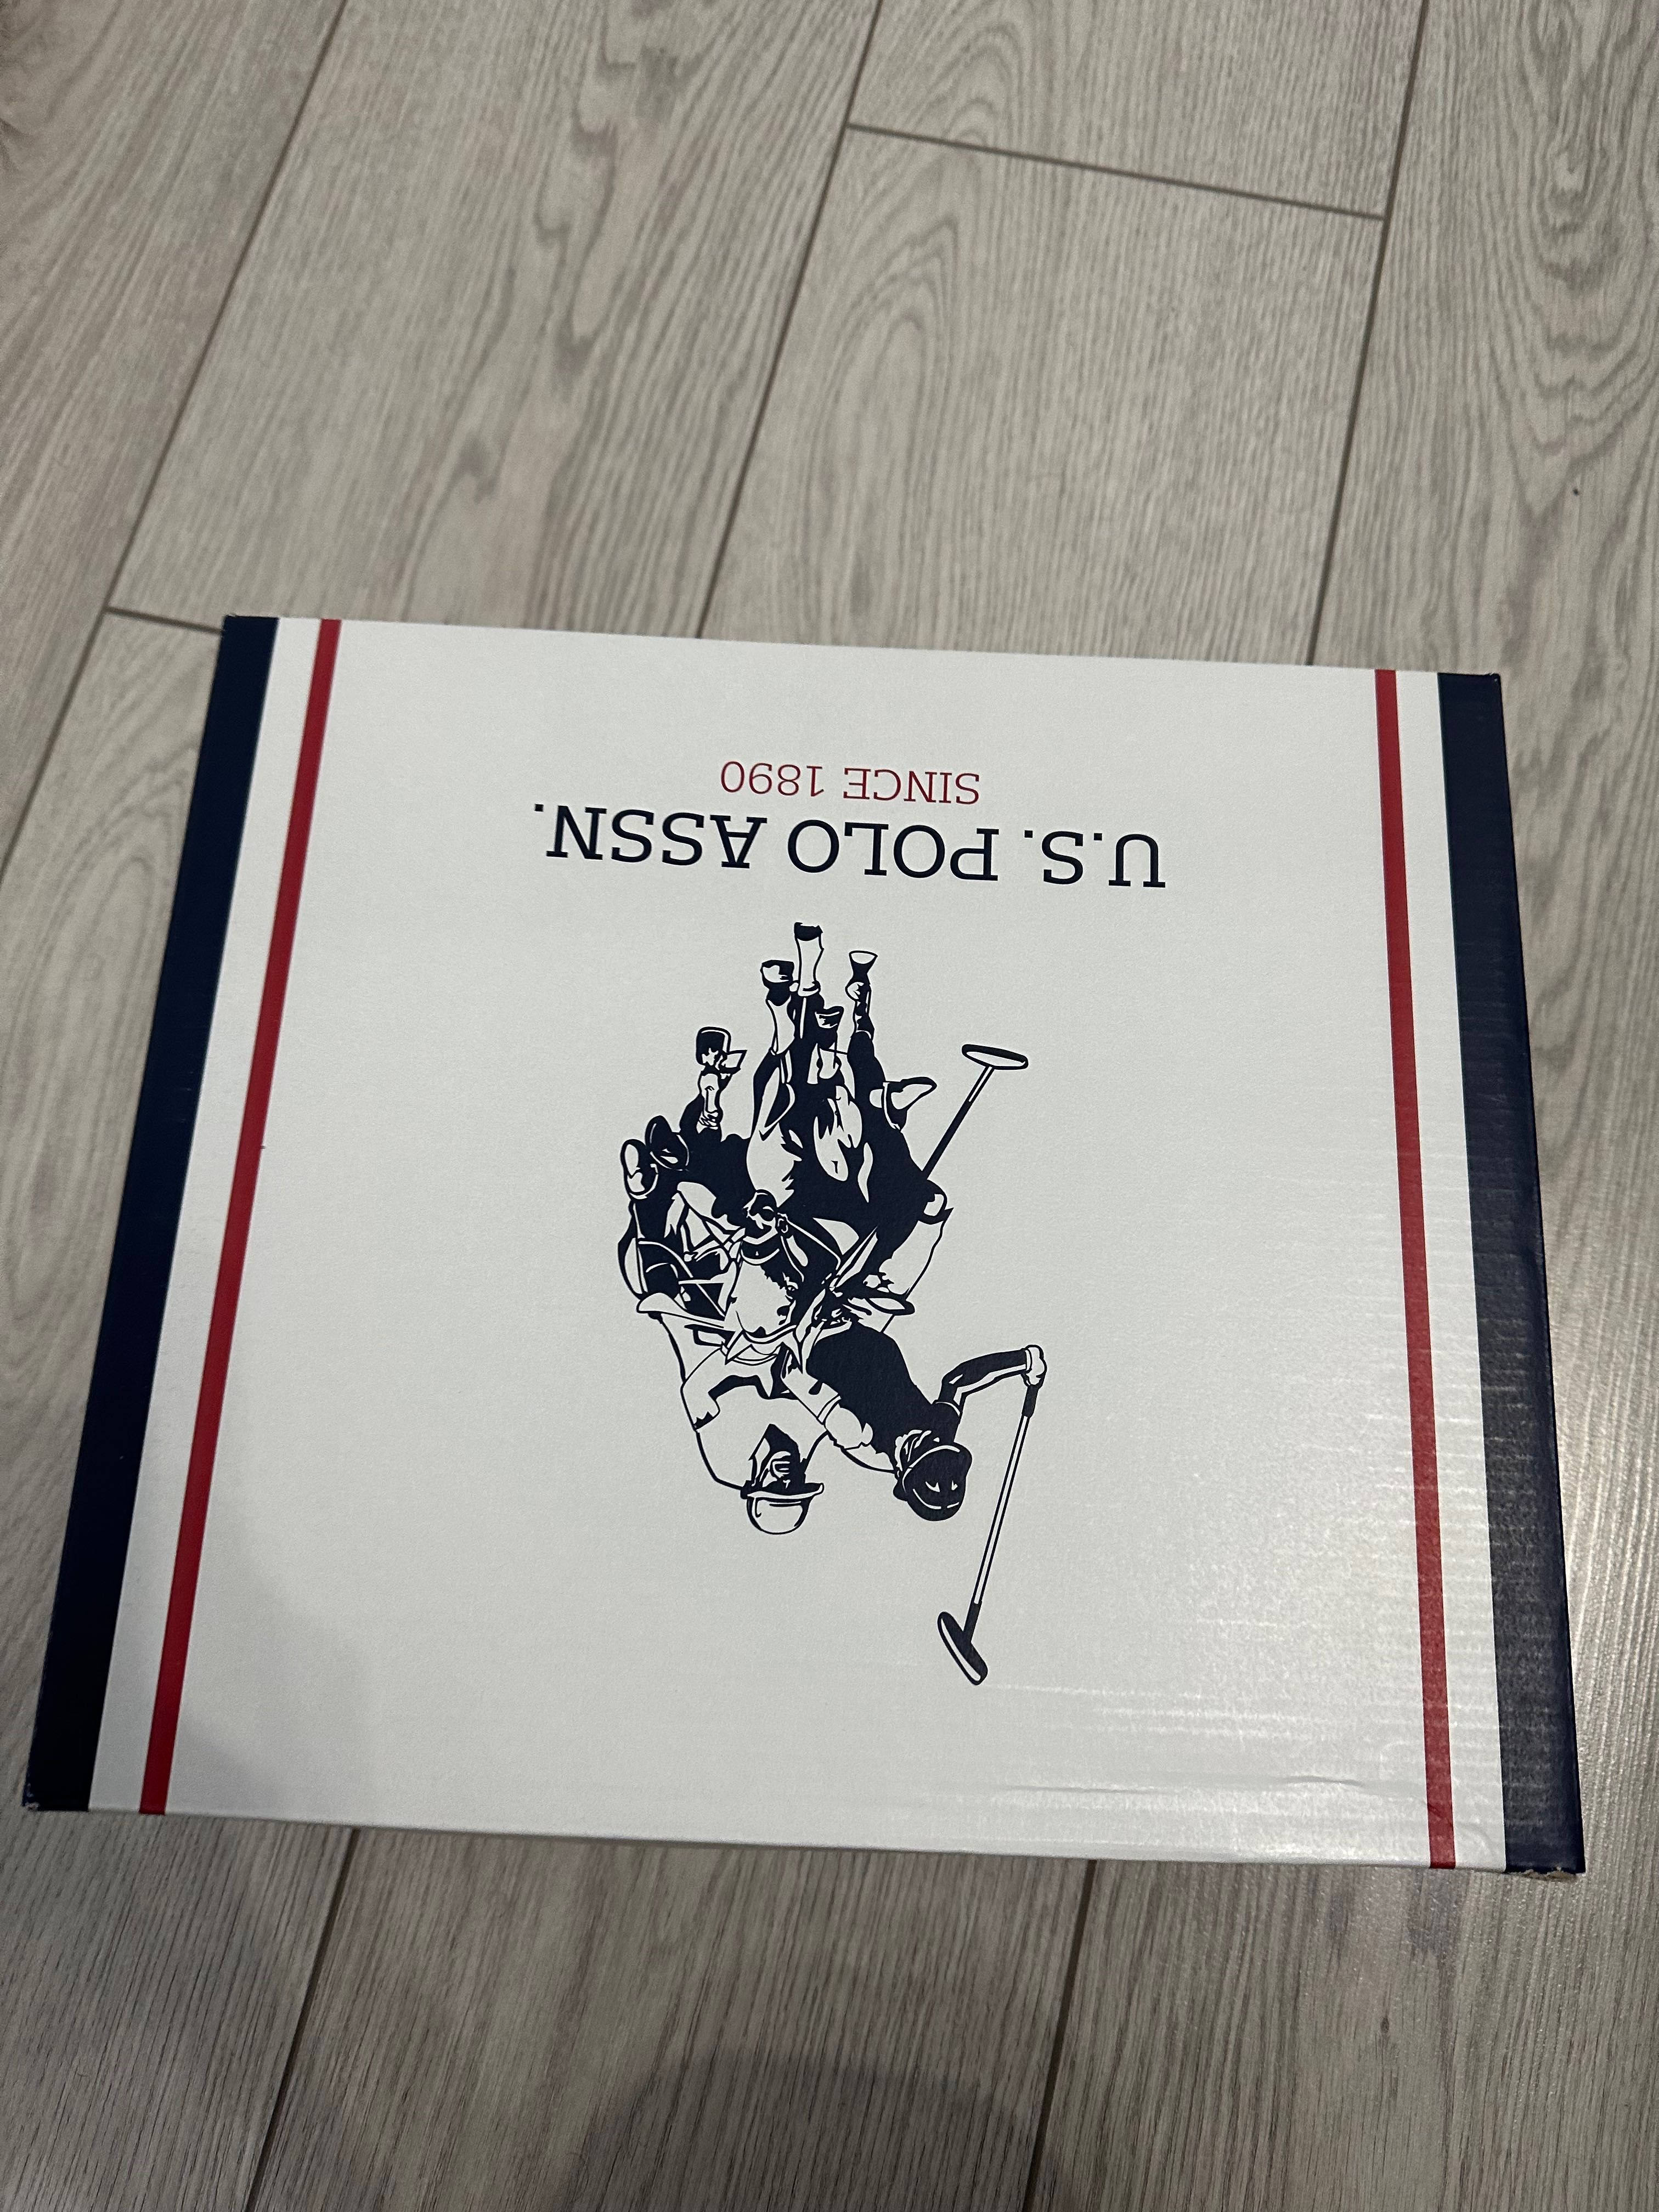 U.S. POLO ASSN.
SINCE 1890